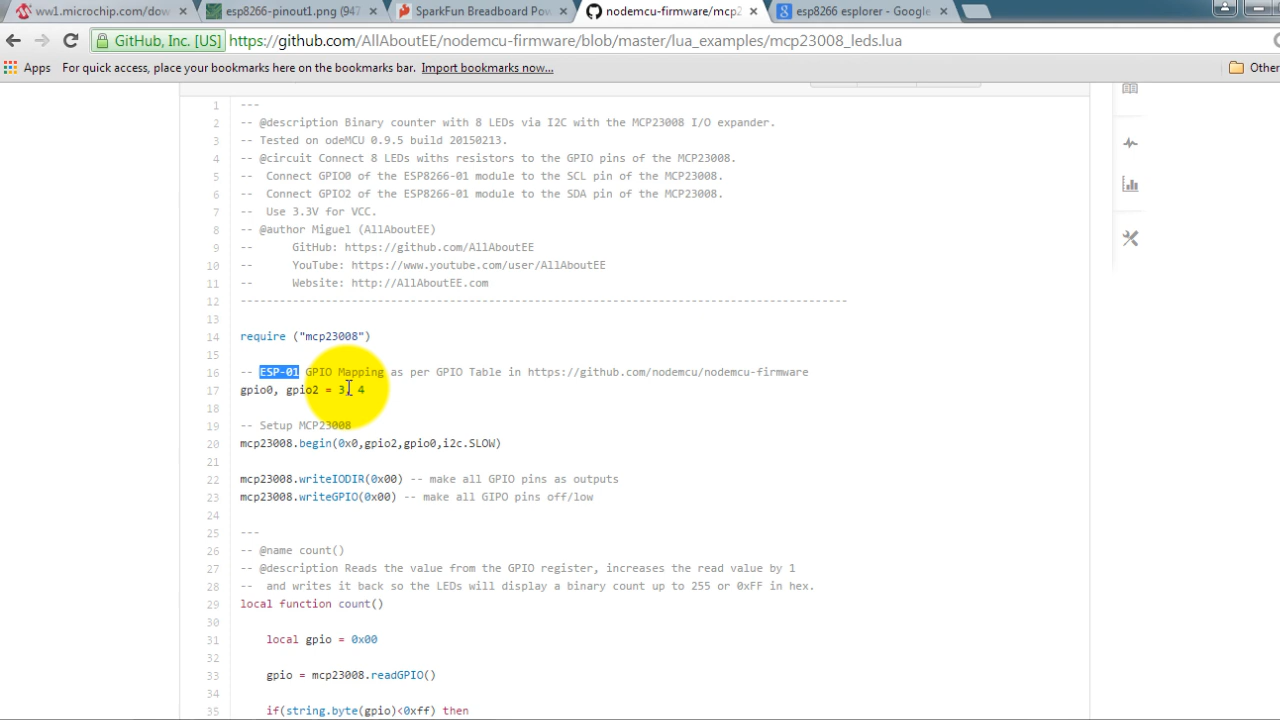 ww1.microchip.com/dow
esp8266-pinout1.png (947
SparkFun Breadboard Pow
nodemcu-firmware/mcp2
esp8266 esplorer - Google
GitHub, Inc. [US] https://github.com/AllAboutEE/nodemcu-firmware/blob/master/lua_examples/mcp23008_leds.lua
Apps For quick access, place your bookmarks here on the bookmarks bar. Import bookmarks now... Other
1 ---
2 -- @description Binary counter with 8 LEDs via I2C with the MCP23008 I/O expander.
3 -- Tested on odeMCU 0.9.5 build 20150213.
4 -- @circuit Connect 8 LEDs withs resistors to the GPIO pins of the MCP23008.
5 -- Connect GPIO0 of the ESP8266-01 module to the SCL pin of the MCP23008.
6 -- Connect GPIO2 of the ESP8266-01 module to the SDA pin of the MCP23008.
7 -- Use 3.3V for VCC.
8 -- @author Miguel (AllAboutEE)
9 -- GitHub: https://github.com/AllAboutEE
10 -- YouTube: https://www.youtube.com/user/AllAboutEE
11 -- Website: http://AllAboutEE.com
12 ---------------------------------------------------------------------------------------------
13
14 require ("mcp23008")
15
16 -- ESP-01 GPIO Mapping as per GPIO Table in https://github.com/nodemcu/nodemcu-firmware
17 gpio0, gpio2 = 3, 4
18
19 -- Setup MCP23008
20 mcp23008.begin(0x0,gpio2,gpio0,i2c.SLOW)
21
22 mcp23008.writeIODIR(0x00) -- make all GPIO pins as outputs
23 mcp23008.writeGPIO(0x00) -- make all GIPO pins off/low
24
25 ---
26 -- @name count()
27 -- @description Reads the value from the GPIO register, increases the read value by 1
28 -- and writes it back so the LEDs will display a binary count up to 255 or 0xFF in hex.
29 local function count()
30
31 local gpio = 0x00
32
33 gpio = mcp23008.readGPIO()
34
35 if(string.byte(gpio)<0xff) then